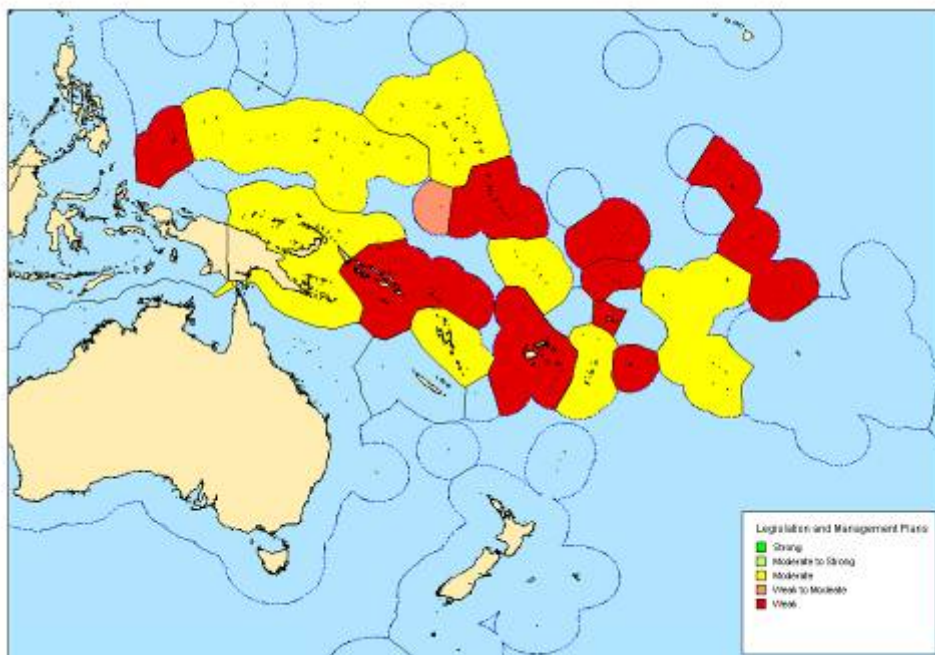 Legislation and Management Plans
Strong
Moderate to Strong
Moderate
Weak to Moderate
Weak